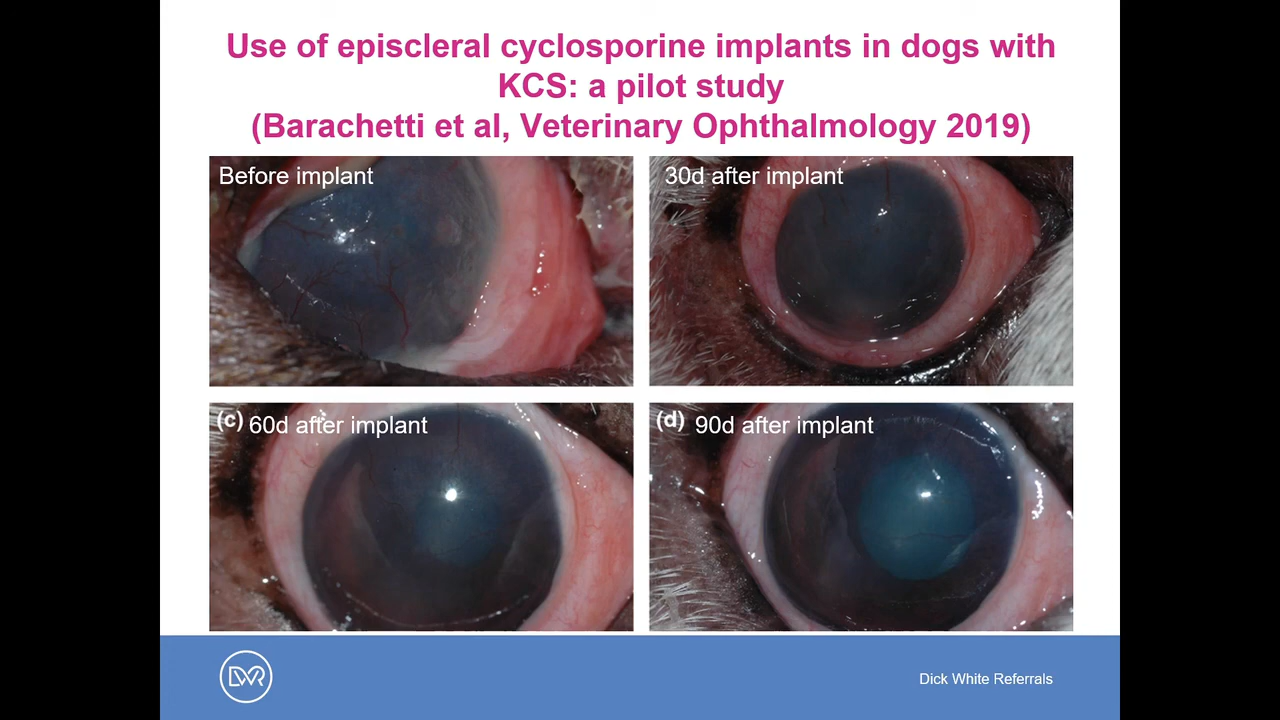 Use of episcleral cyclosporine implants in dogs with
KCS: a pilot study
(Barachetti et al, Veterinary Ophthalmology 2019)
Before implant
30d after implant
(c) 60d after implant
(d) 90d after implant
DWR
Dick White Referrals